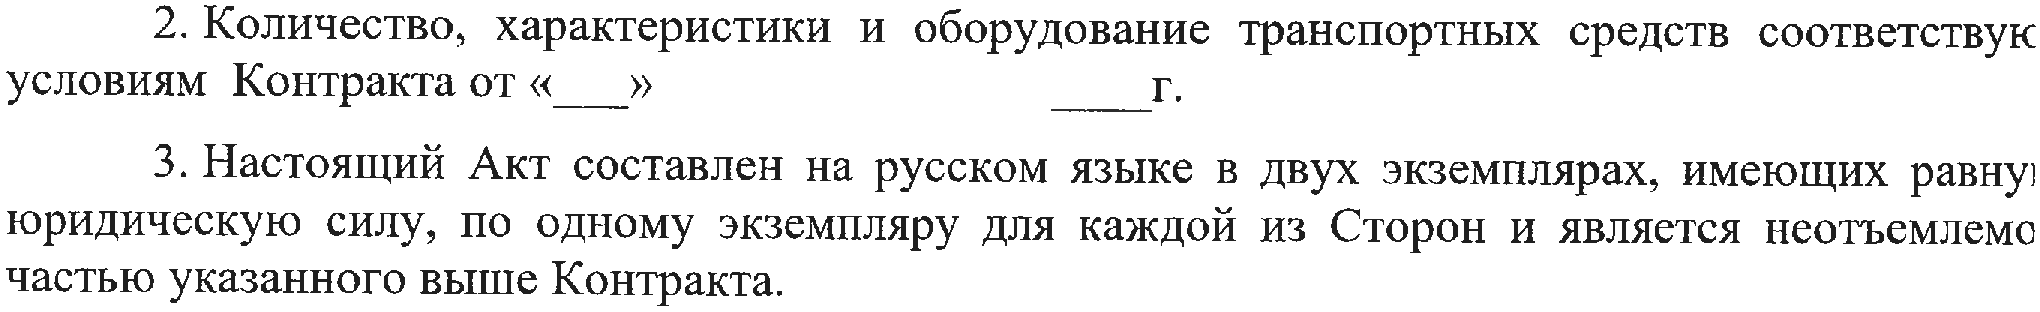 2. Количество, характеристики и оборудование транспортных средств соответствую
условиям Контракта от «___» ____г.
3. Настоящий Акт составлен на русском языке в двух экземплярах, имеющих равну
юридическую силу, по одному экземпляру для каждой из Сторон и является неотъемлемо
частью указанного выше Контракта.